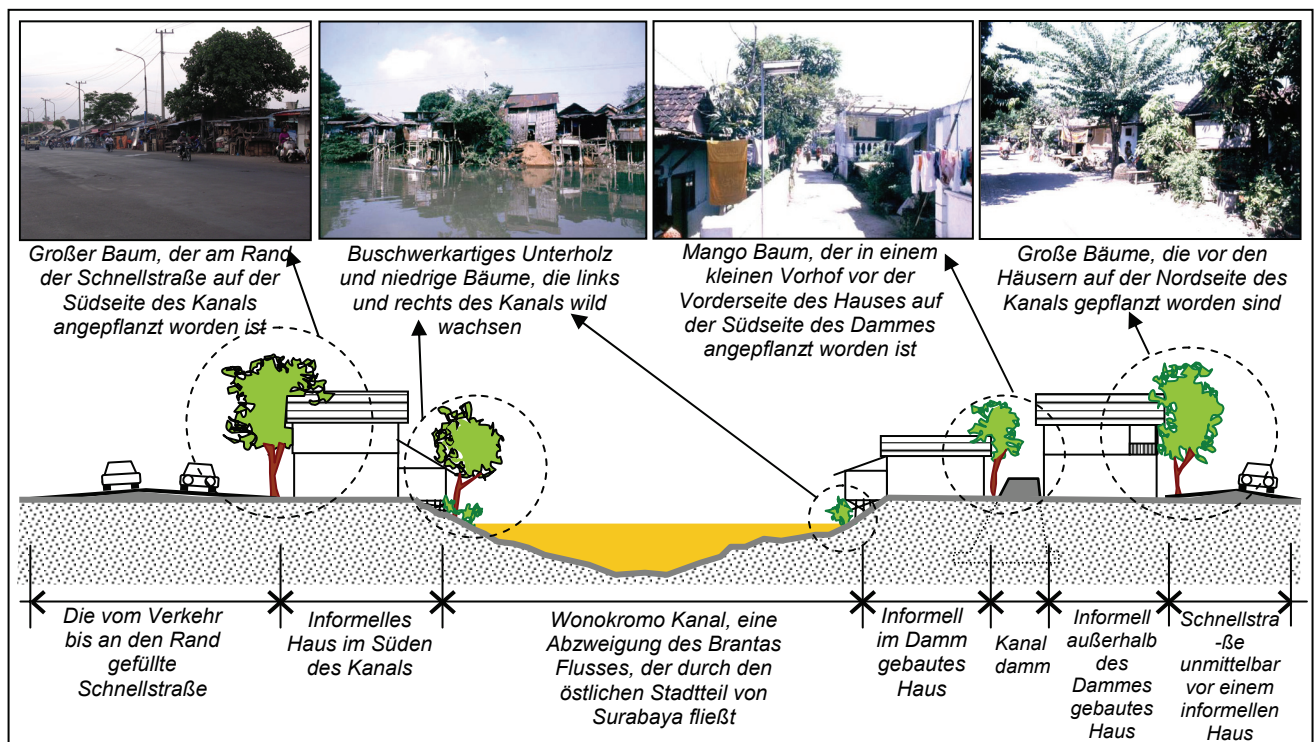 Großer Baum, der am Rand
der Schnellstraße auf der
Südseite des Kanals
angepflanzt worden ist
Buschwerkartiges Unterholz
und niedrige Bäume, die links
und rechts des Kanals wild
wachsen
Mango Baum, der in einem
kleinen Vorhof vor der
Vorderseite des Hauses auf
der Südseite des Dammes
angepflanzt worden ist
Große Bäume, die vor den
Häusern auf der Nordseite des
Kanals gepflanzt worden sind
Die vom Verkehr
bis an den Rand
gefüllte
Schnellstraße
Informelles
Haus im Süden
des Kanals
Wonokromo Kanal, eine
Abzweigung des Brantas
Flusses, der durch den
östlichen Stadtteil von
Surabaya fließt
Informell
im Damm
gebautes
Haus
Kanal
damm
Informell
außerhalb
des
Dammes
gebautes
Haus
Schnellstra
-ße
unmittelbar
vor einem
informellen
Haus